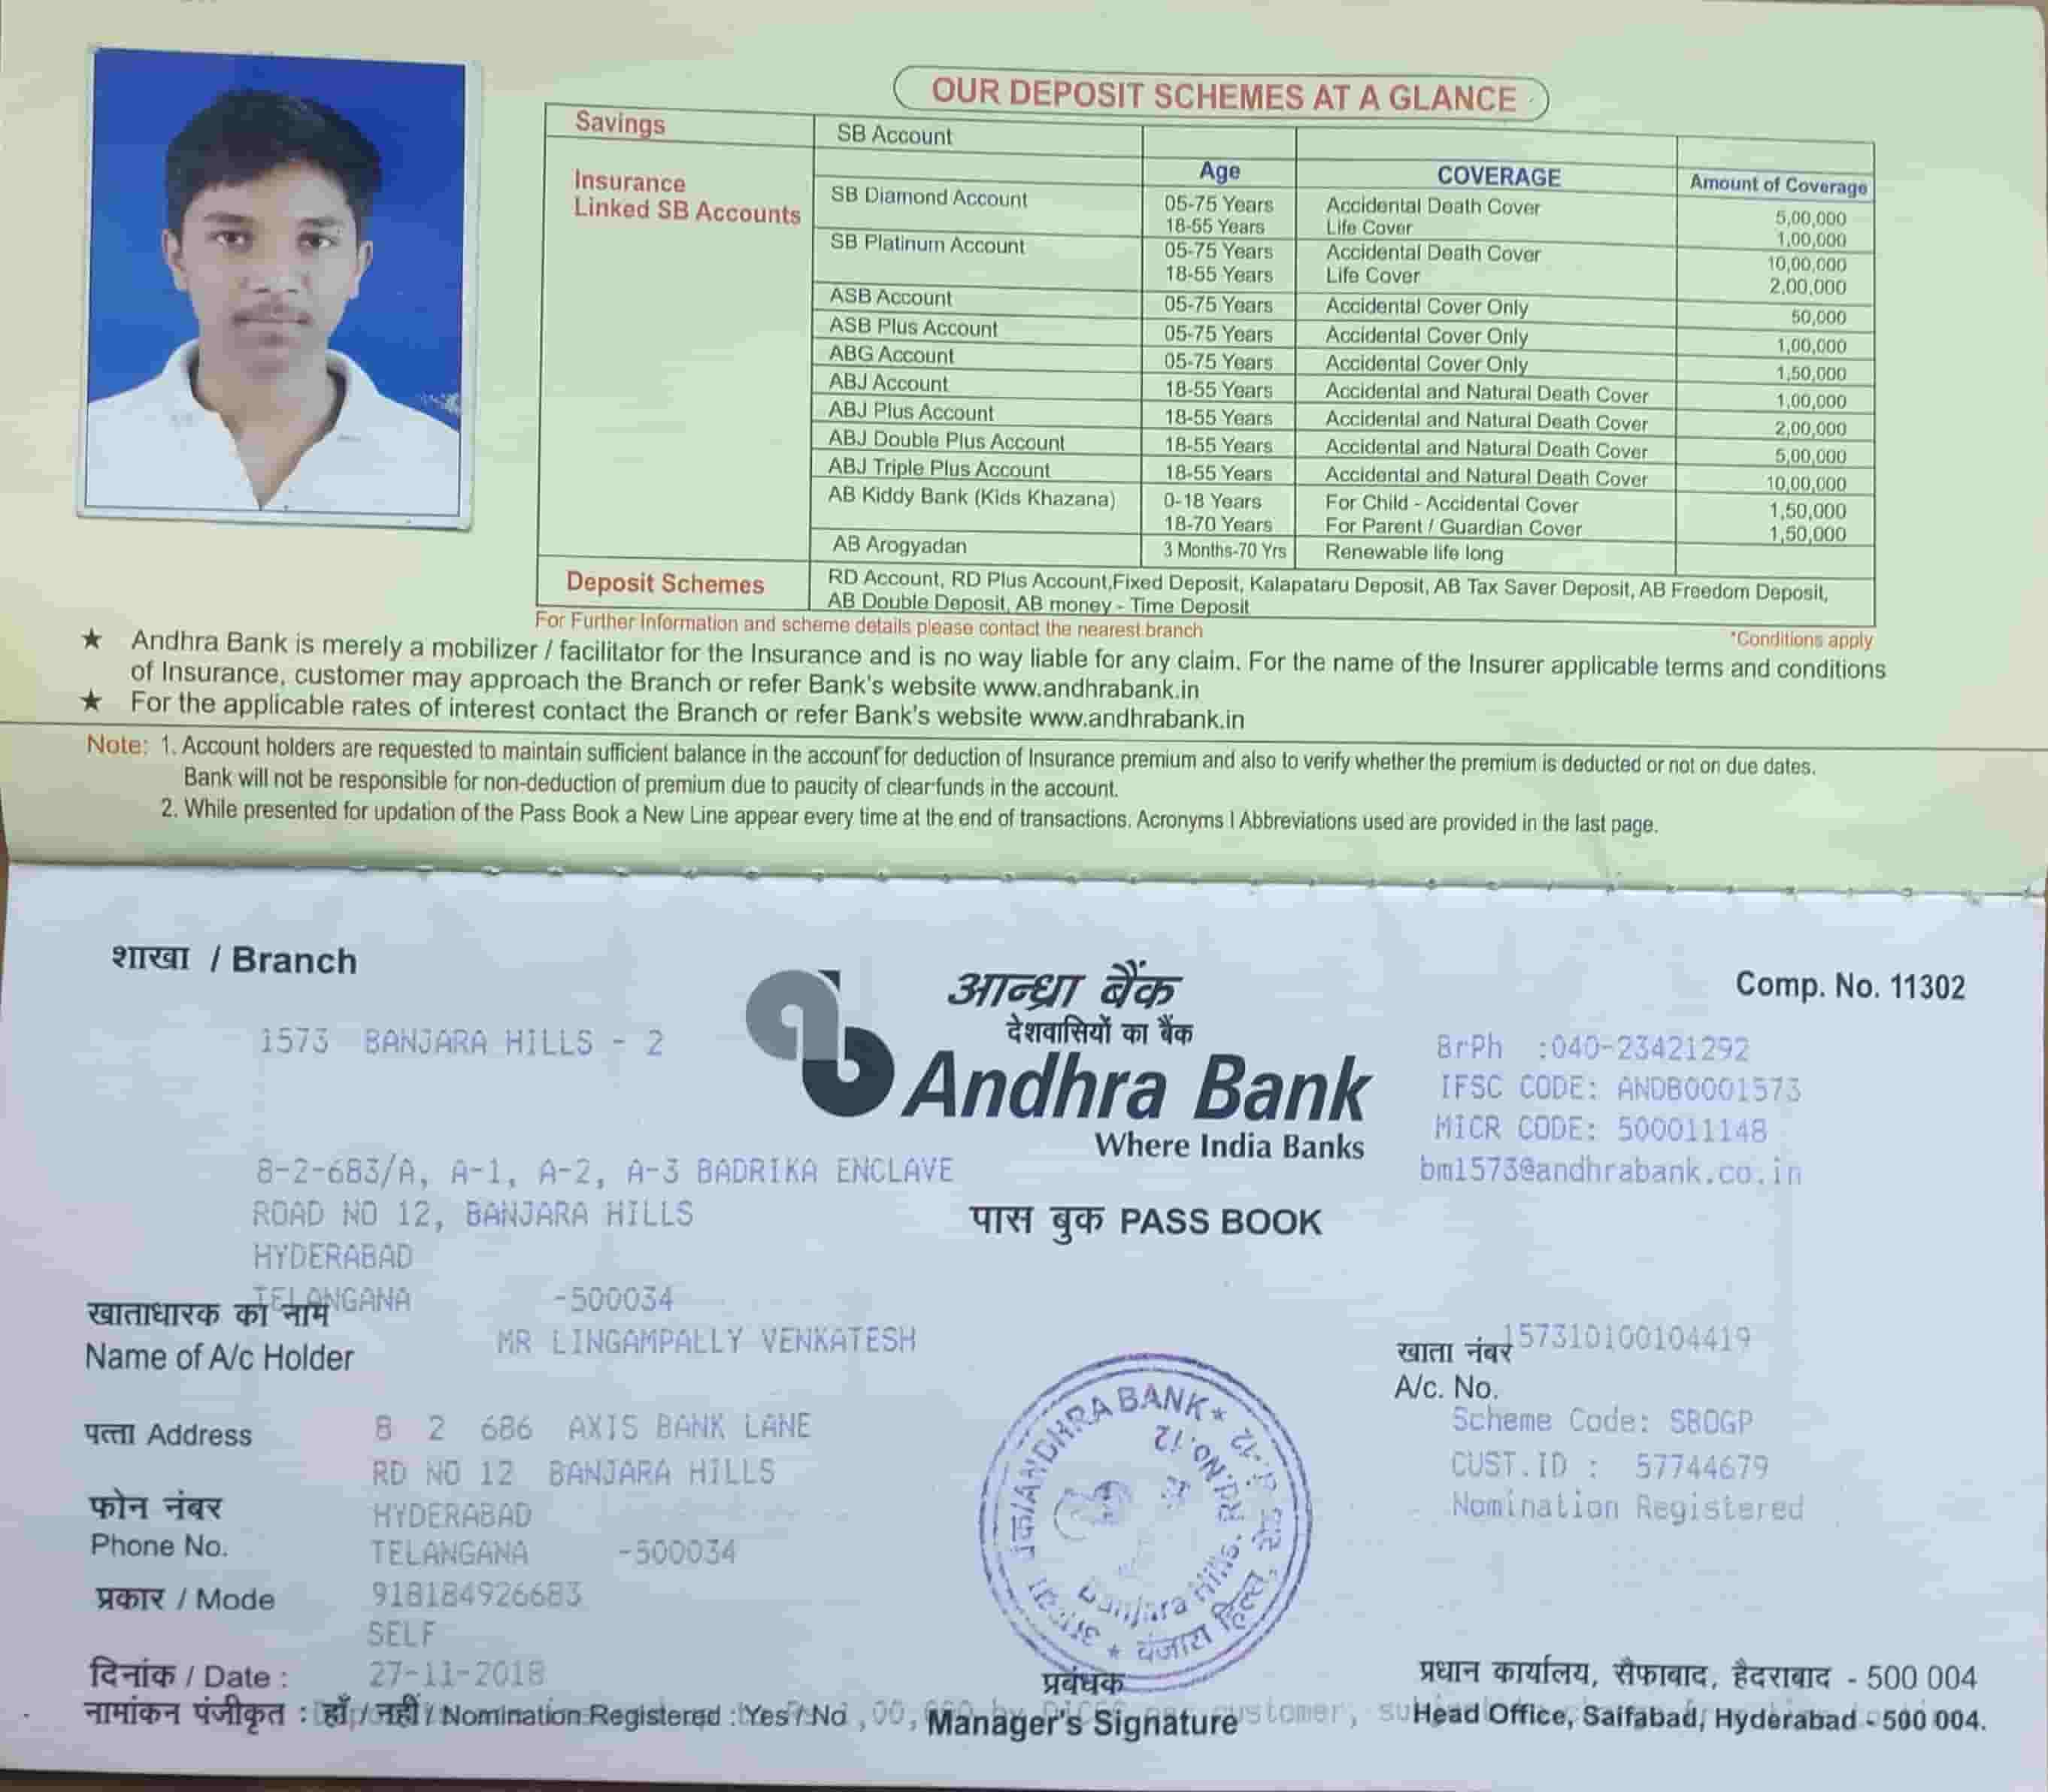 OUR DEPOSIT SCHEMES AT A GLANCE
Savings SB Account
Age COVERAGE Amount of Coverage
Insurance
Linked SB Accounts
SB Diamond Account 05-75 Years Accidental Death Cover 5,00,000
18-55 Years Life Cover 1,00,000
SB Platinum Account 05-75 Years Accidental Death Cover 10,00,000
18-55 Years Life Cover 2,00,000
ASB Account 05-75 Years Accidental Cover Only 50,000
ASB Plus Account 05-75 Years Accidental Cover Only 1,00,000
ABG Account 05-75 Years Accidental Cover Only 1,50,000
ABJ Account 18-55 Years Accidental and Natural Death Cover 1,00,000
ABJ Plus Account 18-55 Years Accidental and Natural Death Cover 2,00,000
ABJ Double Plus Account 18-55 Years Accidental and Natural Death Cover 5,00,000
ABJ Triple Plus Account 18-55 Years Accidental and Natural Death Cover 10,00,000
AB Kiddy Bank (Kids Khazana) 0-18 Years For Child - Accidental Cover 1,50,000
18-70 Years For Parent / Guardian Cover 1,50,000
AB Arogyadan 3 Months-70 Yrs Renewable life long
Deposit Schemes RD Account, RD Plus Account,Fixed Deposit, Kalapataru Deposit, AB Tax Saver Deposit, AB Freedom Deposit,
AB Double Deposit, AB money - Time Deposit
For Further Information and scheme details please contact the nearest branch *Conditions apply
★ Andhra Bank is merely a mobilizer / facilitator for the Insurance and is no way liable for any claim. For the name of the Insurer applicable terms and conditions
of Insurance, customer may approach the Branch or refer Bank's website www.andhrabank.in
★ For the applicable rates of interest contact the Branch or refer Bank's website www.andhrabank.in
Note: 1. Account holders are requested to maintain sufficient balance in the account for deduction of Insurance premium and also to verify whether the premium is deducted or not on due dates.
Bank will not be responsible for non-deduction of premium due to paucity of clear funds in the account.
2. While presented for updation of the Pass Book a New Line appear every time at the end of transactions. Acronyms I Abbreviations used are provided in the last page.
शाखा / Branch
1573 BANJARA HILLS - 2
आन्ध्रा बैंक
देशवासियों का बैंक
Andhra Bank
Where India Banks
Comp. No. 11302
BrPh :040-23421292
IFSC CODE: ANDB0001573
MICR CODE: 500011148
bm1573@andhrabank.co.in
8-2-683/A, A-1, A-2, A-3 BADRIKA ENCLAVE
ROAD NO 12, BANJARA HILLS
HYDERABAD
TELANGANA -500034
पास बुक PASS BOOK
खाताधारक का नाम
Name of A/c Holder MR LINGAMPALLY VENKATESH
खाता नंबर 157310100104419
A/c. No.
Scheme Code: SBOGP
CUST.ID : 57744679
Nomination Registered
पत्ता Address 8 2 686 AXIS BANK LANE
RD NO 12 BANJARA HILLS
फोन नंबर HYDERABAD
Phone No. TELANGANA -500034
प्रकार / Mode 918184926683
SELF
दिनांक / Date : 27-11-2018
ANDHRA BANK
Rd.No.12
Banjara Hills
बंजारा हिल्स
नामांकन पंजीकृत : हाँ / नहीं / Nomination Registered : Yes / No
प्रबंधक
Manager's Signature
customer,
प्रधान कार्यालय, सैफाबाद, हैदराबाद - 500 004
Head Office, Saifabad, Hyderabad - 500 004.